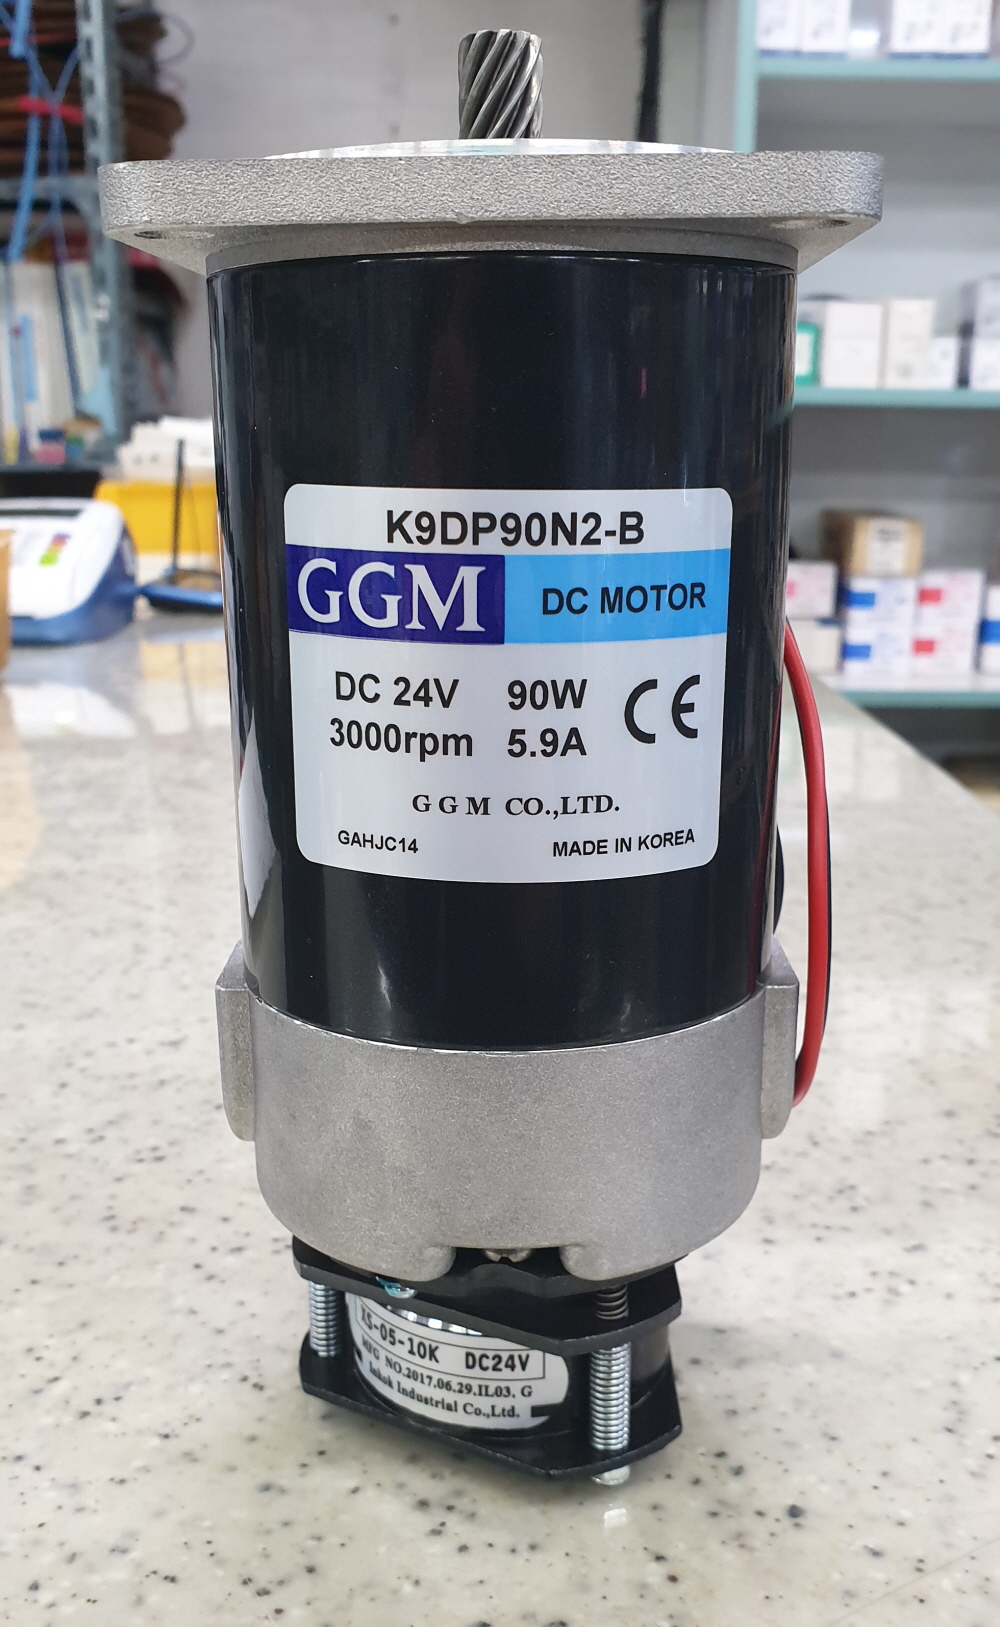 K9DP90N2-B
GGM DC MOTOR
DC 24V 90W CE
3000rpm 5.9A
G G M CO.,LTD.
GAHJC14 MADE IN KOREA
XS-05-10K DC24V
MFG NO.2017.06.29.IL03. G
Inhok Industrial Co.,Ltd.